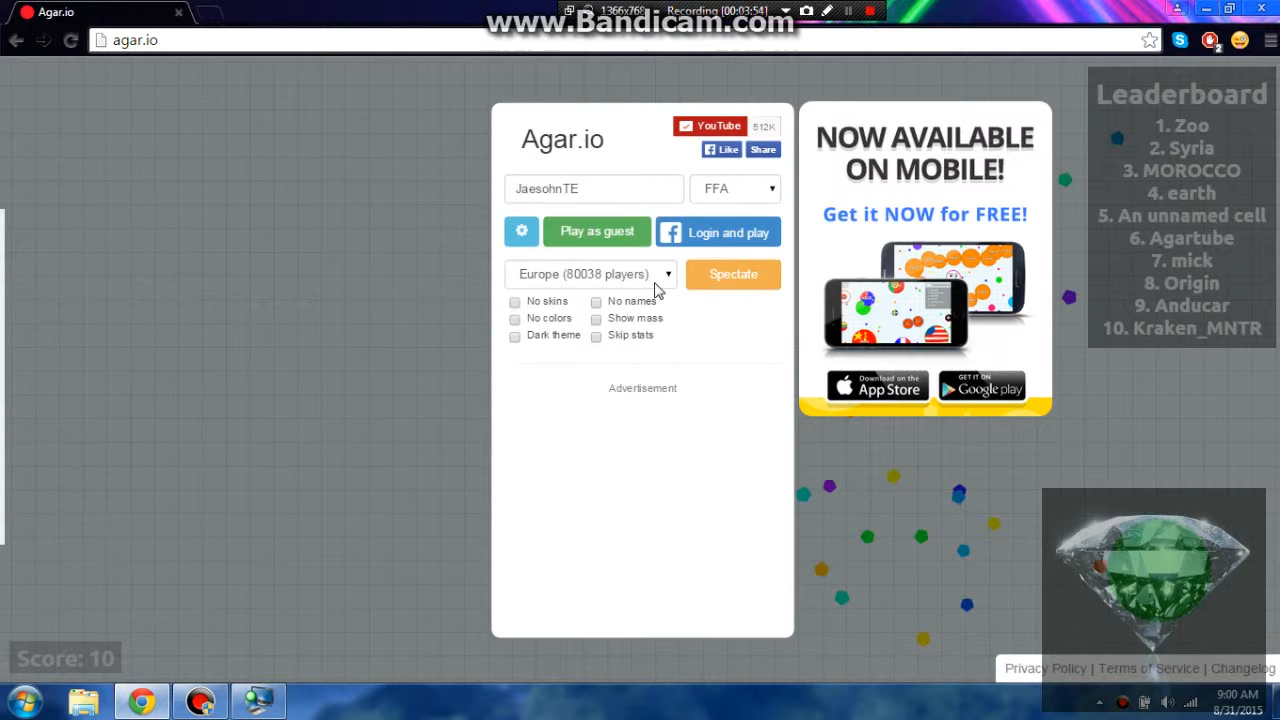 Agar.io
1366x768
Recording [00:03:54]
www.Bandicam.com
agar.io
2
Agar.io
YouTube 512K
Like Share
JaesohnTE FFA
Play as guest Login and play
Europe (80038 players) Spectate
No skins No names
No colors Show mass
Dark theme Skip stats
Advertisement
NOW AVAILABLE
ON MOBILE!
Get it NOW for FREE!
Download on the
App Store
GET IT ON
Google play
Leaderboard
1. Zoo
2. Syria
3. MOROCCO
4. earth
5. An unnamed cell
6. Agartube
7. mick
8. Origin
9. Anducar
10. Kraken_MNTR
Score: 10
Privacy Policy | Terms of Service | Changelog
9:00 AM
8/31/2015